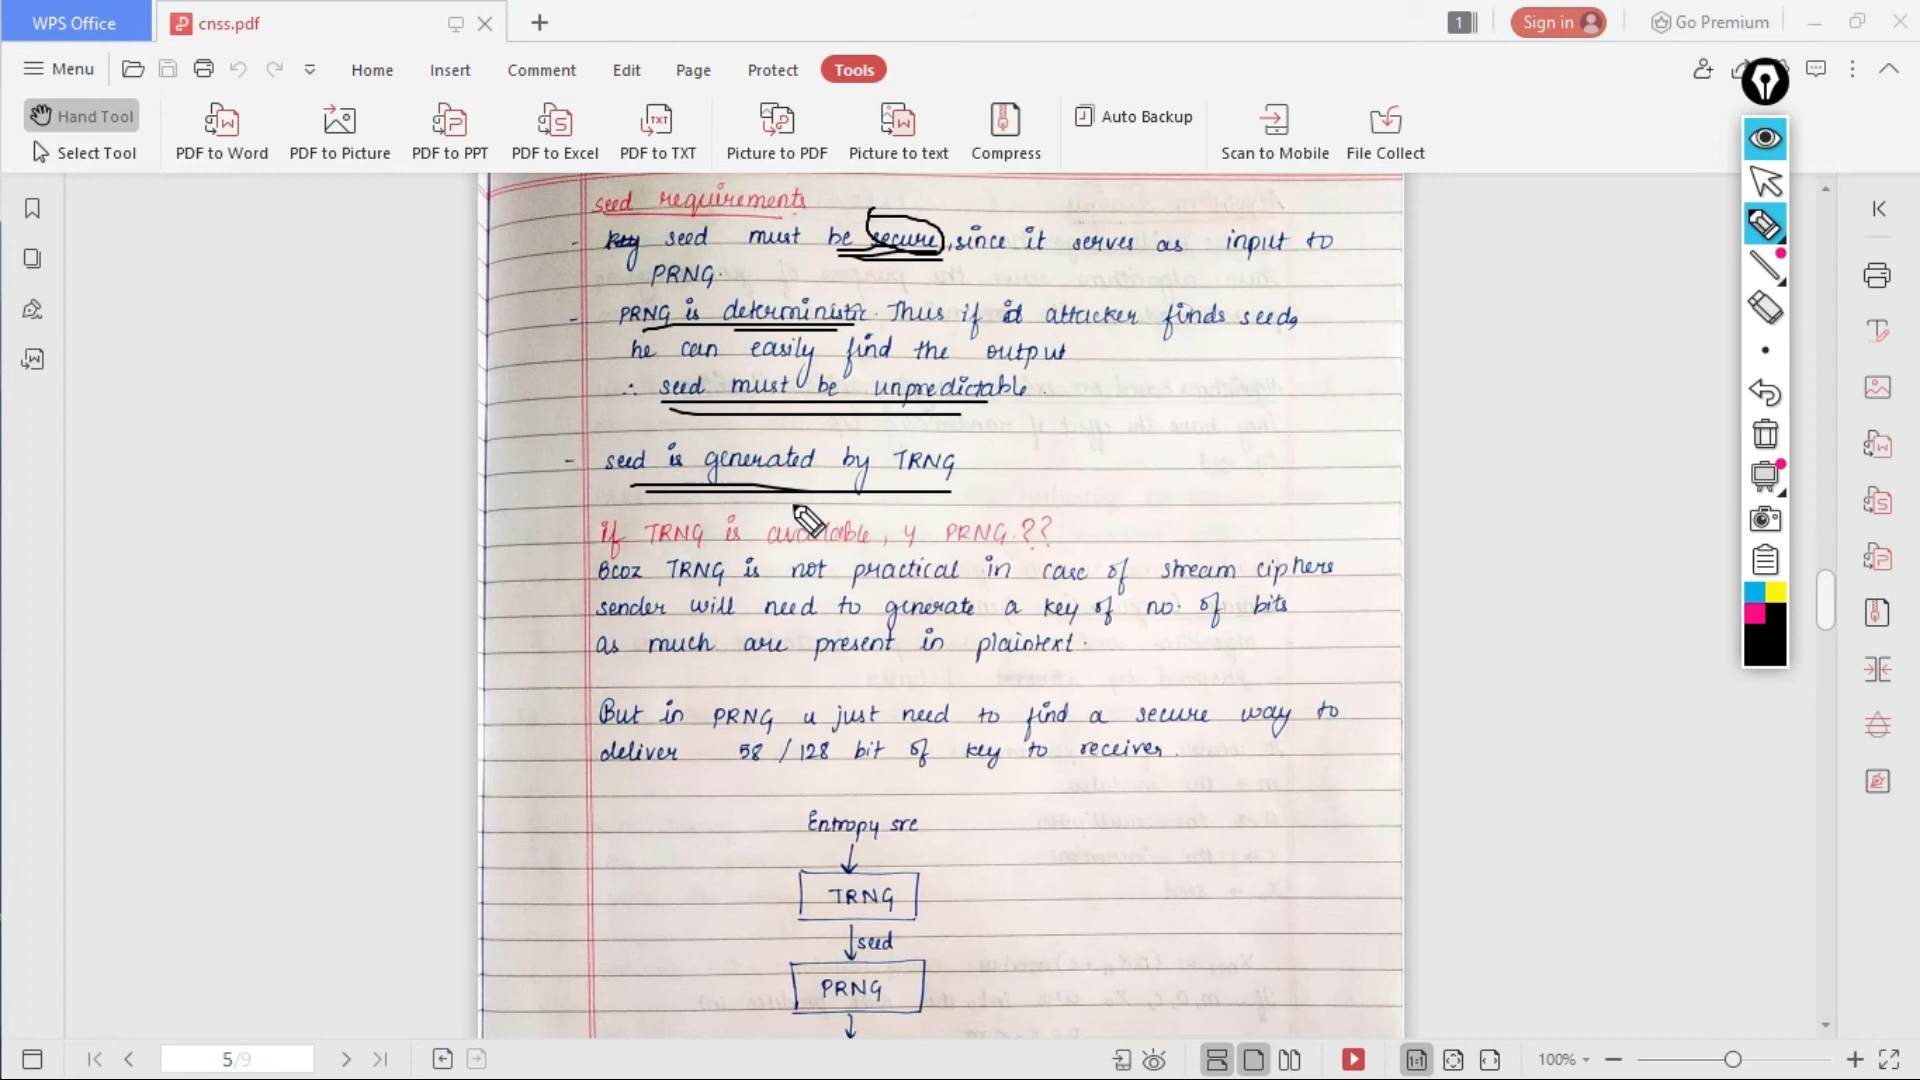 WPS Office
cnss.pdf
1
Sign in
Go Premium
Menu
Home
Insert
Comment
Edit
Page
Protect
Tools
Hand Tool
Select Tool
PDF to Word
PDF to Picture
PDF to PPT
PDF to Excel
PDF to TXT
Picture to PDF
Picture to text
Compress
Auto Backup
Scan to Mobile
File Collect
seed requirements
- seed must be secure, since it serves as input to
PRNG.
- PRNG is deterministic. Thus if attacker finds seed,
he can easily find the output
∴ seed must be unpredictable.
- seed is generated by TRNG
if TRNG is available, y PRNG.??
Bcoz TRNG is not practical in case of stream ciphers
sender will need to generate a key of no. of bits
as much are present in plaintext.
But in PRNG u just need to find a secure way to
deliver 58 / 128 bit of key to receiver.
Entropy src
TRNG
seed
PRNG
5/9
100%